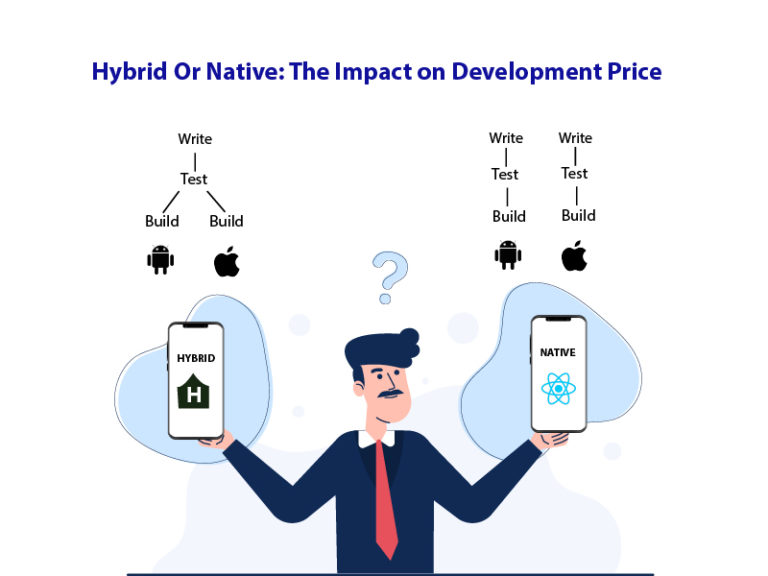 Hybrid Or Native: The Impact on Development Price
Write
Test
Build Build
Write Write
Test Test
Build Build
?
HYBRID
H
NATIVE